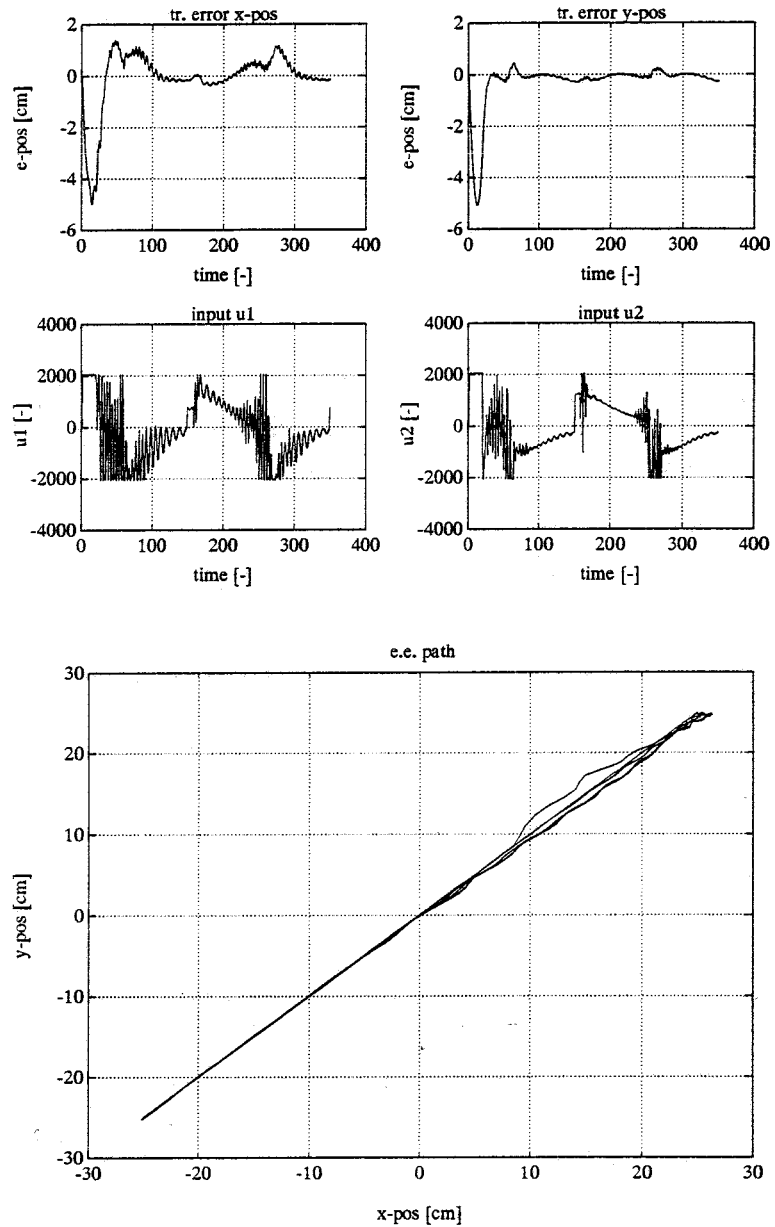 tr. error x-pos
tr. error y-pos
2
0
-2
-4
-6
e-pos [cm]
0 100 200 300 400
time [-]
2
0
-2
-4
-6
e-pos [cm]
0 100 200 300 400
time [-]
input u1
input u2
4000
2000
0
-2000
-4000
u1 [-]
0 100 200 300 400
time [-]
4000
2000
0
-2000
-4000
u2 [-]
0 100 200 300 400
time [-]
e.e. path
30
20
10
0
-10
-20
-30
y-pos [cm]
-30 -20 -10 0 10 20 30
x-pos [cm]